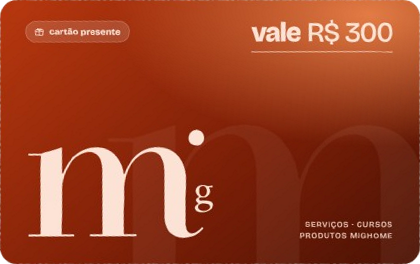 cartão presente
vale R$ 300
mg
SERVIÇOS · CURSOS
PRODUTOS MIGHOME